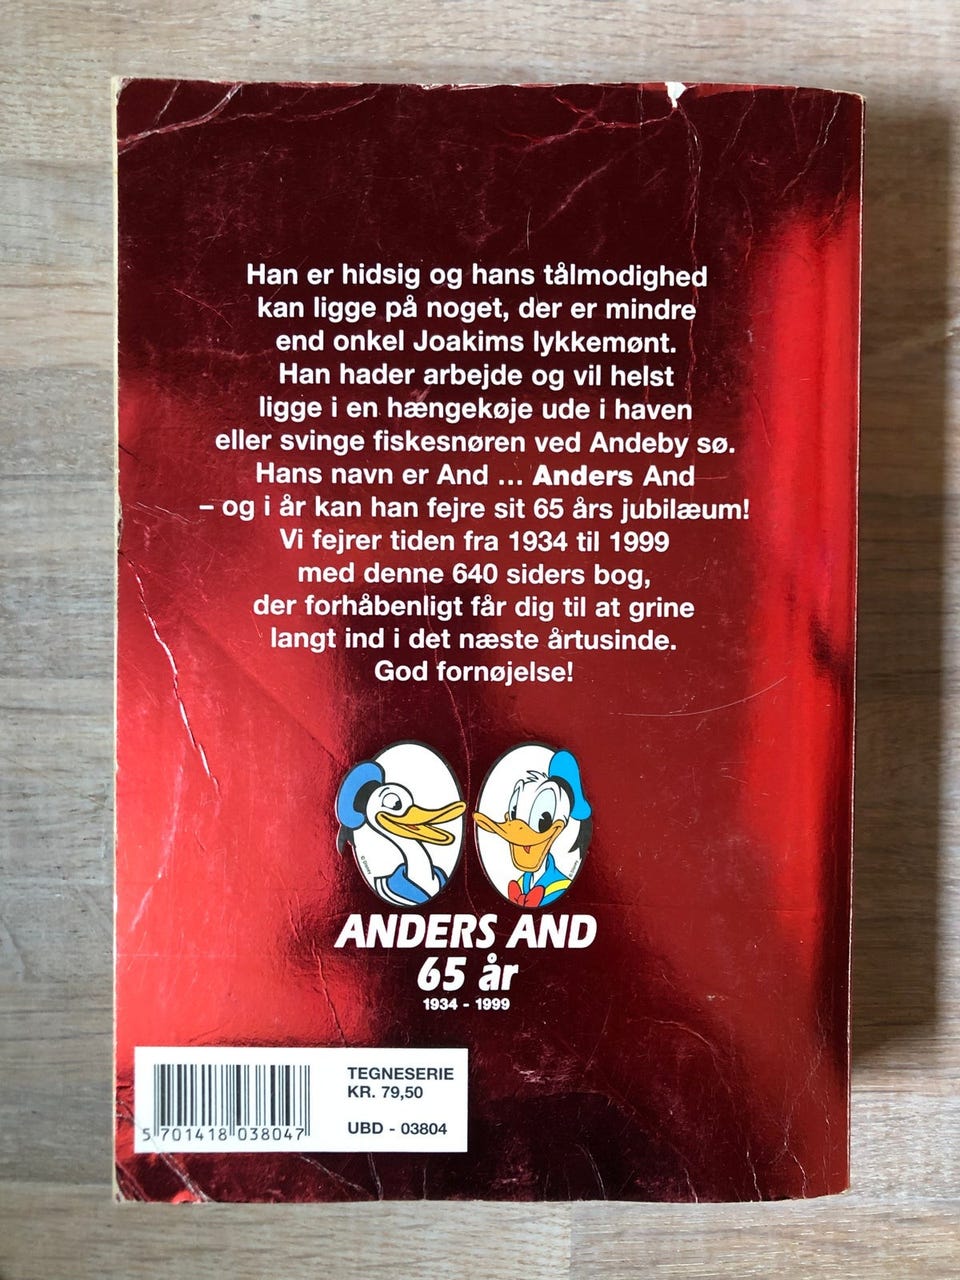 Han er hidsig og hans tålmodighed
kan ligge på noget, der er mindre
end onkel Joakims lykkemønt.
Han hader arbejde og vil helst
ligge i en hængekøje ude i haven
eller svinge fiskesnøren ved Andeby sø.
Hans navn er And ... Anders And
– og i år kan han fejre sit 65 års jubilæum!
Vi fejrer tiden fra 1934 til 1999
med denne 640 siders bog,
der forhåbenligt får dig til at grine
langt ind i det næste årtusinde.
God fornøjelse!
© Disney
© Disney
ANDERS AND
65 år
1934 - 1999
TEGNESERIE
KR. 79,50
UBD - 03804
5 701418 038047